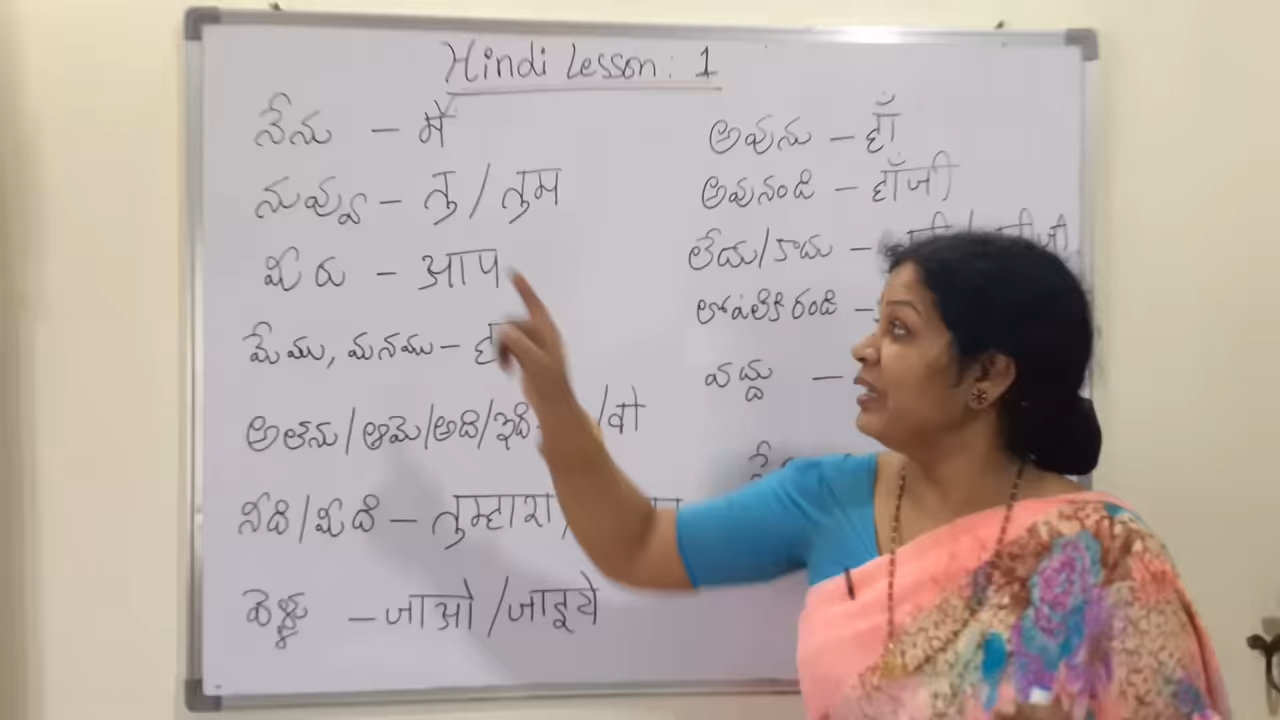 Hindi Lesson : 1
నేను – मैं
నువ్వు – तु / तुम
మీరు – आप
మేము, మనము –
అతను/ఆమె/అది/ఇది- /वो
నీది/మీది – तुम्हारा/
వెళ్ళు – जाओ/जाइये
అవును – हाँ
అవునండి – हाँजी
లేదు/కాదు –
లోపలికి రండి –
వద్దు –